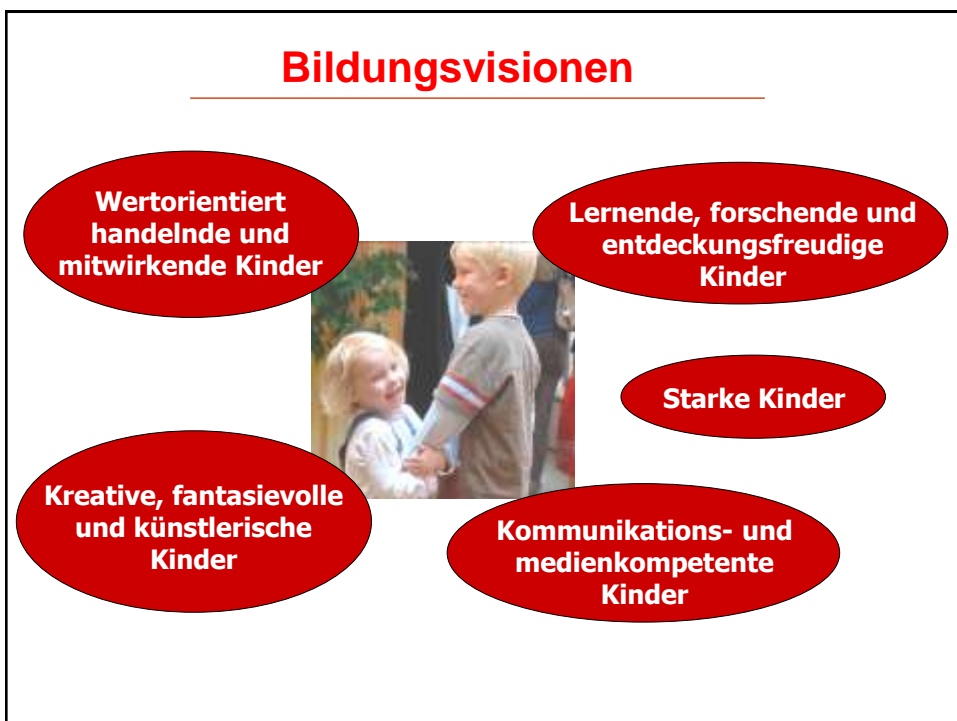 Bildungsvisionen
Wertorientiert
handelnde und
mitwirkende Kinder
Lernende, forschende und
entdeckungsfreudige
Kinder
Starke Kinder
Kreative, fantasievolle
und künstlerische
Kinder
Kommunikations- und
medienkompetente
Kinder